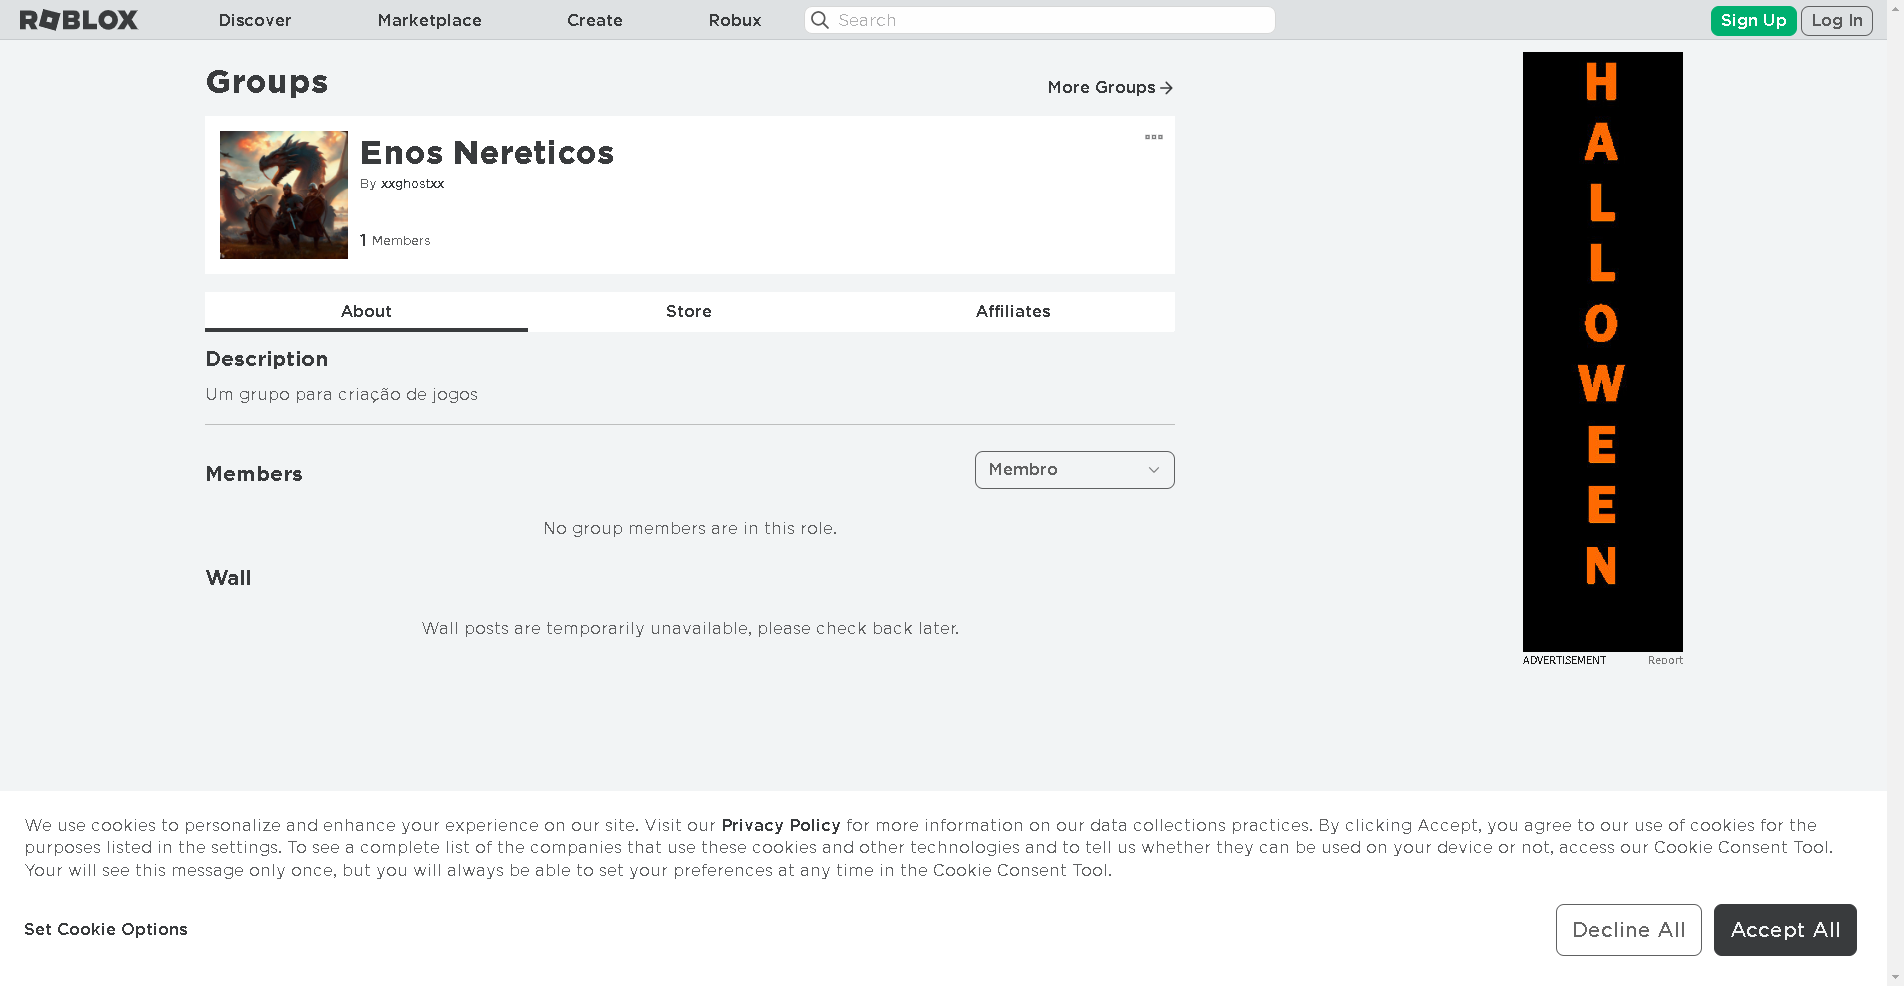 ROBLOX
Discover
Marketplace
Create
Robux
Search
Sign Up
Log In
Groups
More Groups
Enos Nereticos
By xxghostxx
1 Members
About
Store
Affiliates
Description
Um grupo para criação de jogos
Members
Membro
No group members are in this role.
Wall
Wall posts are temporarily unavailable, please check back later.
H
A
L
L
O
W
E
E
N
ADVERTISEMENT
Report
We use cookies to personalize and enhance your experience on our site. Visit our Privacy Policy for more information on our data collections practices. By clicking Accept, you agree to our use of cookies for the
purposes listed in the settings. To see a complete list of the companies that use these cookies and other technologies and to tell us whether they can be used on your device or not, access our Cookie Consent Tool.
Your will see this message only once, but you will always be able to set your preferences at any time in the Cookie Consent Tool.
Set Cookie Options
Decline All
Accept All